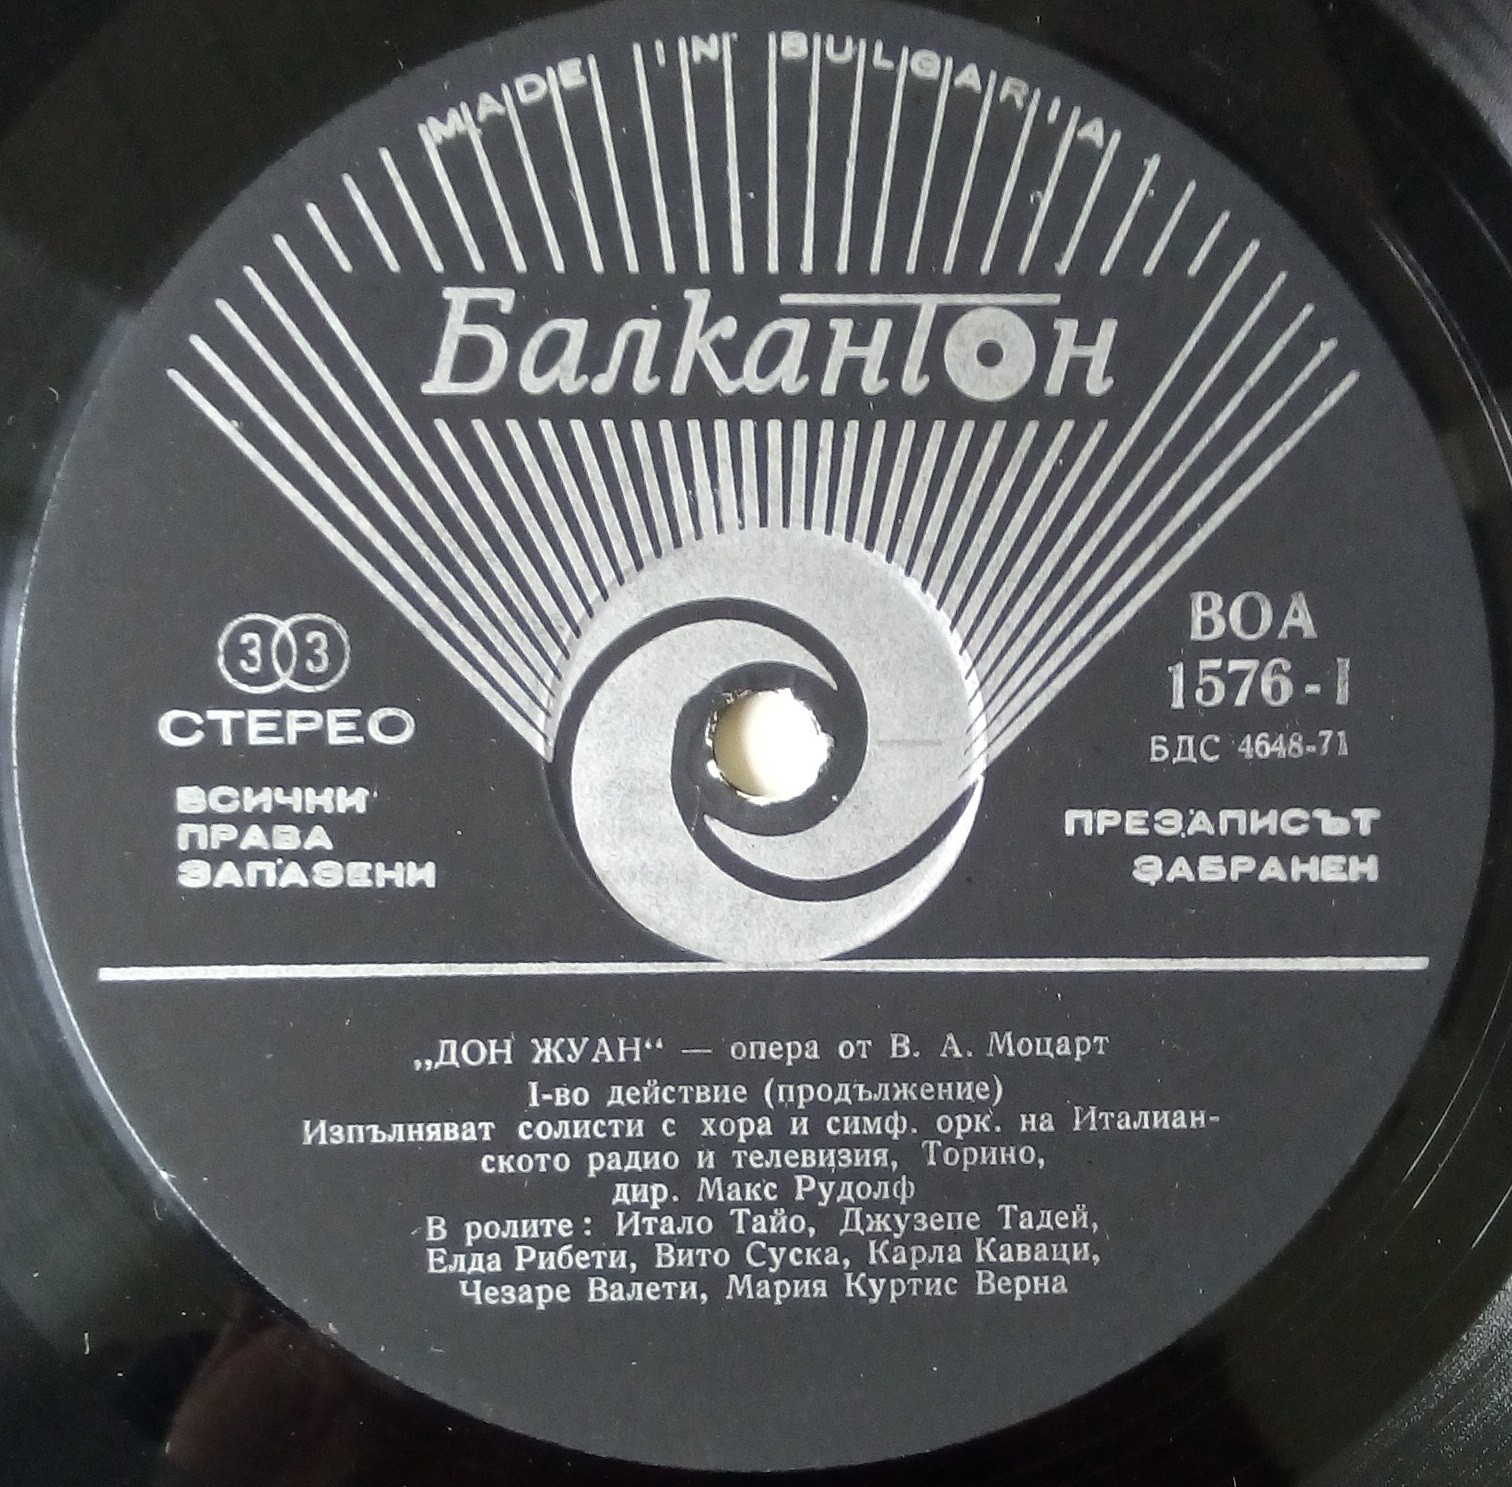 MADE IN BULGARIA
Балкантон
33
СТЕРЕО
ВСИЧКИ
ПРАВА
ЗАПАЗЕНИ
ВОА
1576-I
БДС 4648-71
ПРЕЗАПИСЪТ
ЗАБРАНЕН
„ДОН ЖУАН“ — опера от В. А. Моцарт
I-во действие (продължение)
Изпълняват солисти с хора и симф. орк. на Италиан-
ското радио и телевизия, Торино,
дир. Макс Рудолф
В ролите: Итало Тайо, Джузепе Тадей,
Елда Рибети, Вито Суска, Карла Каваци,
Чезаре Валети, Мария Куртис Верна